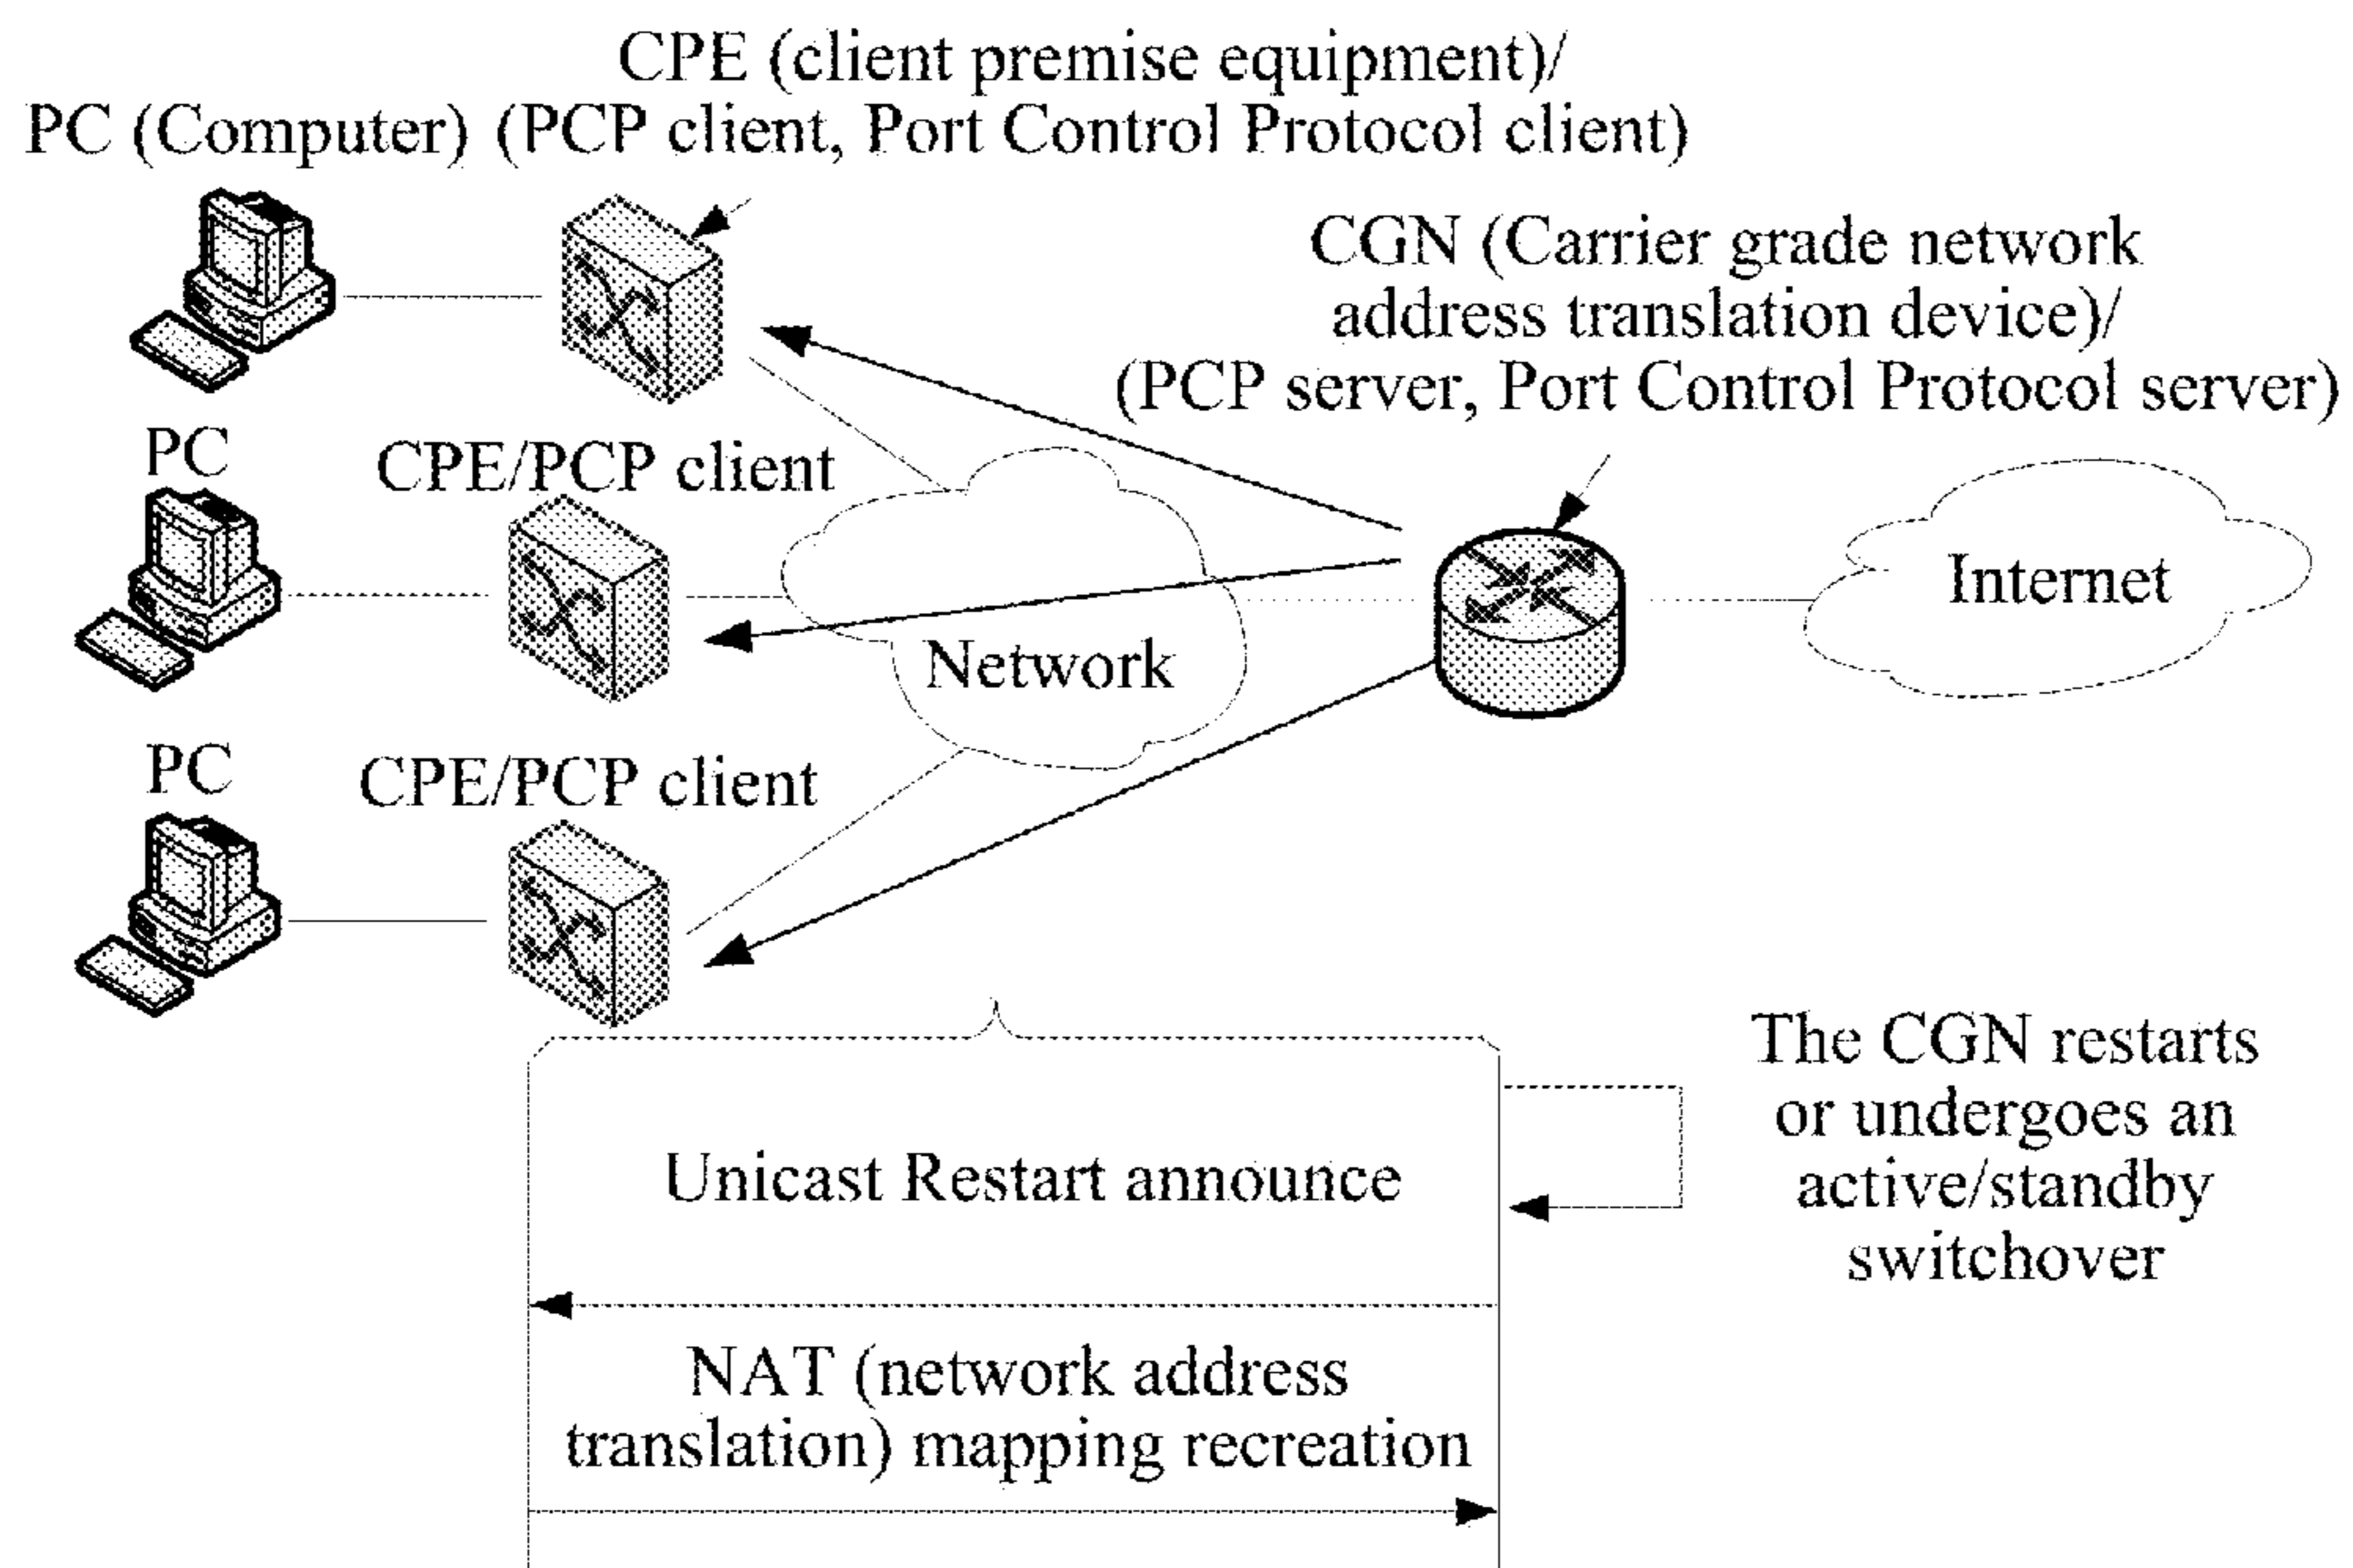 CPE (client premise equipment)/
PC (Computer) (PCP client, Port Control Protocol client)
CGN (Carrier grade network
address translation device)/
(PCP server, Port Control Protocol server)
PC
CPE/PCP client
Internet
Network
PC
CPE/PCP client
The CGN restarts
or undergoes an
active/standby
switchover
Unicast Restart announce
NAT (network address
translation) mapping recreation